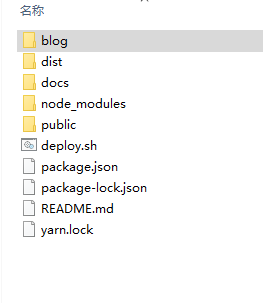 名称
blog
dist
docs
node_modules
public
deploy.sh
package.json
package-lock.json
README.md
yarn.lock